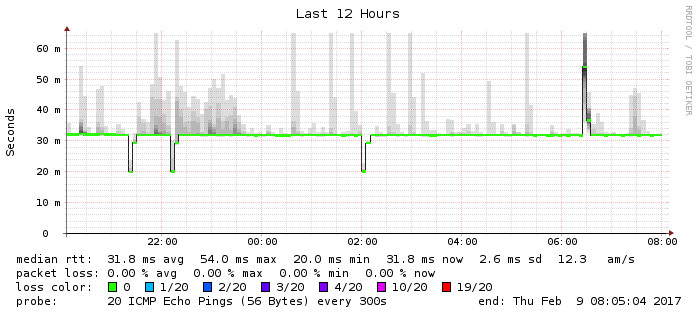 Last 12 Hours
RRDTOOL / TOBI OETIKER
Seconds
60 m
50 m
40 m
30 m
20 m
10 m
0
22:00 00:00 02:00 04:00 06:00 08:00
median rtt: 31.8 ms avg 54.0 ms max 20.0 ms min 31.8 ms now 2.6 ms sd 12.3 am/s
packet loss: 0.00 % avg 0.00 % max 0.00 % min 0.00 % now
loss color: 0 1/20 2/20 3/20 4/20 10/20 19/20
probe: 20 ICMP Echo Pings (56 Bytes) every 300s end: Thu Feb 9 08:05:04 2017